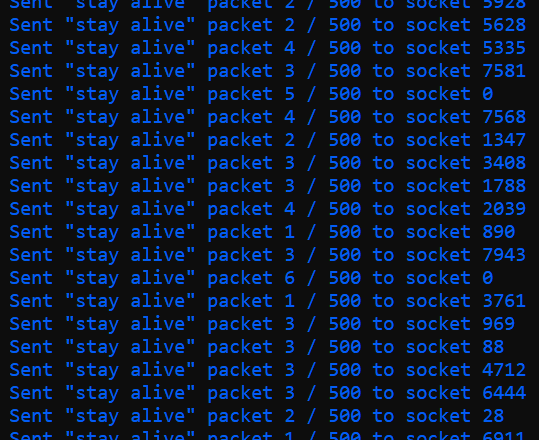 Sent "stay alive" packet 2 / 500 to socket 5928
Sent "stay alive" packet 2 / 500 to socket 5628
Sent "stay alive" packet 4 / 500 to socket 5335
Sent "stay alive" packet 3 / 500 to socket 7581
Sent "stay alive" packet 5 / 500 to socket 0
Sent "stay alive" packet 4 / 500 to socket 7568
Sent "stay alive" packet 2 / 500 to socket 1347
Sent "stay alive" packet 3 / 500 to socket 3408
Sent "stay alive" packet 3 / 500 to socket 1788
Sent "stay alive" packet 4 / 500 to socket 2039
Sent "stay alive" packet 1 / 500 to socket 890
Sent "stay alive" packet 3 / 500 to socket 7943
Sent "stay alive" packet 6 / 500 to socket 0
Sent "stay alive" packet 1 / 500 to socket 3761
Sent "stay alive" packet 3 / 500 to socket 969
Sent "stay alive" packet 3 / 500 to socket 88
Sent "stay alive" packet 3 / 500 to socket 4712
Sent "stay alive" packet 3 / 500 to socket 6444
Sent "stay alive" packet 2 / 500 to socket 28
Sent "stay alive" packet 1 / 500 to socket 6911